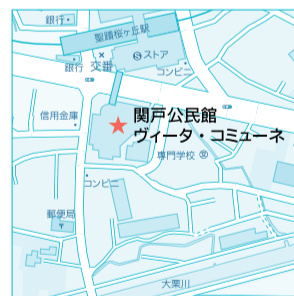 銀行
聖蹟桜ヶ丘駅
Sストア
銀行
交番
コンビニ
信用金庫
関戸公民館
ヴィータ・コミューネ
専門学校
コンビニ
郵便局
大栗川